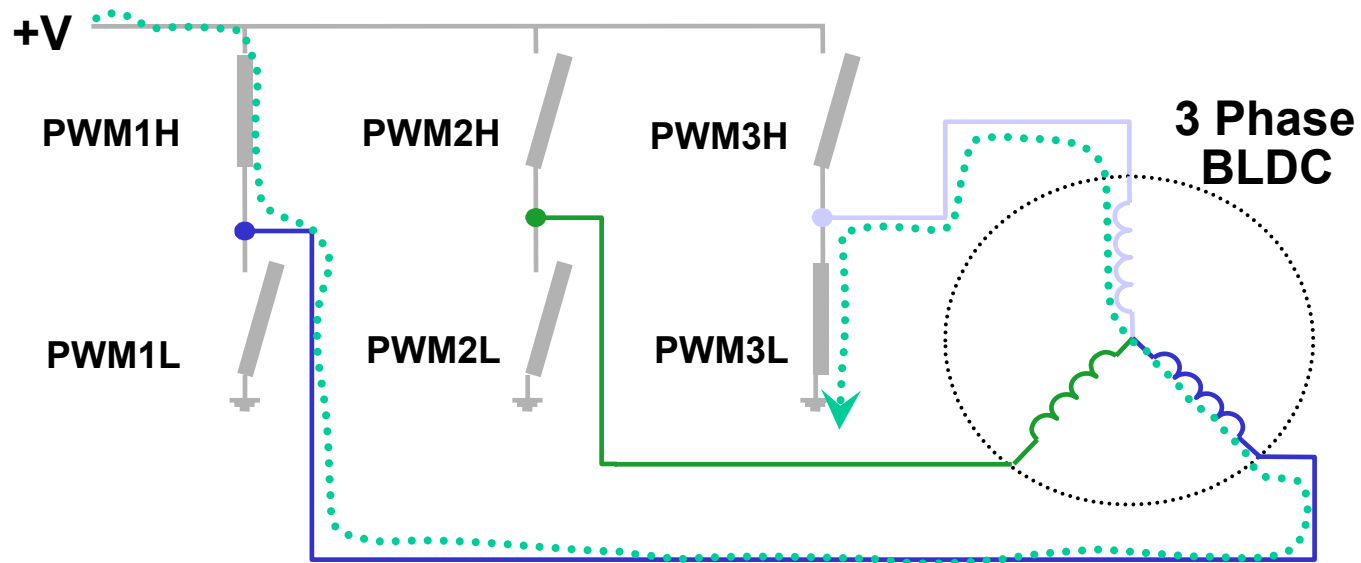 +V
PWM1H
PWM2H
PWM3H
3 Phase
BLDC
PWM1L
PWM2L
PWM3L